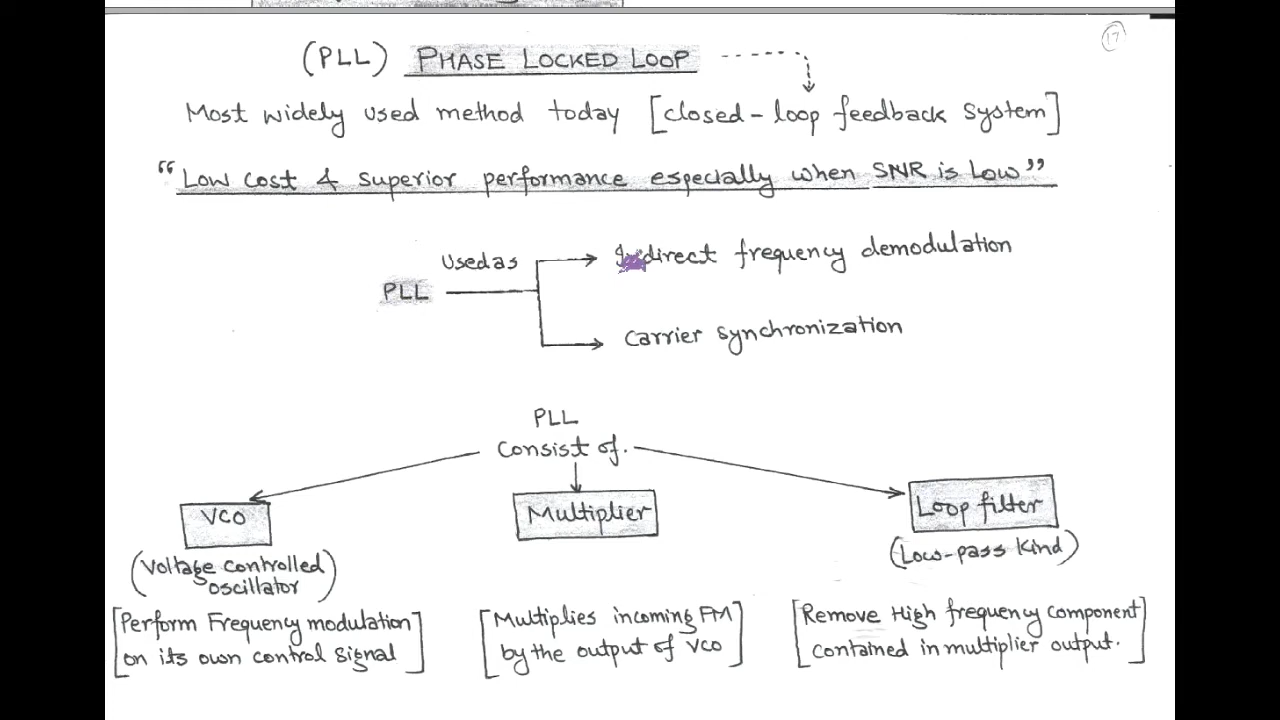 17
(PLL) PHASE LOCKED LOOP
Most widely used method today [closed-loop feedback system]
"Low cost & superior performance especially when SNR is Low"
Used as
direct frequency demodulation
PLL
Carrier synchronization
PLL
Consist of.
VCO
Multiplier
Loop filter
(Voltage controlled
oscillator)
(Low-pass kind)
[Perform Frequency modulation
on its own control signal]
[Multiplies incoming FM
by the output of VCO]
[Remove High frequency component
contained in multiplier output.]